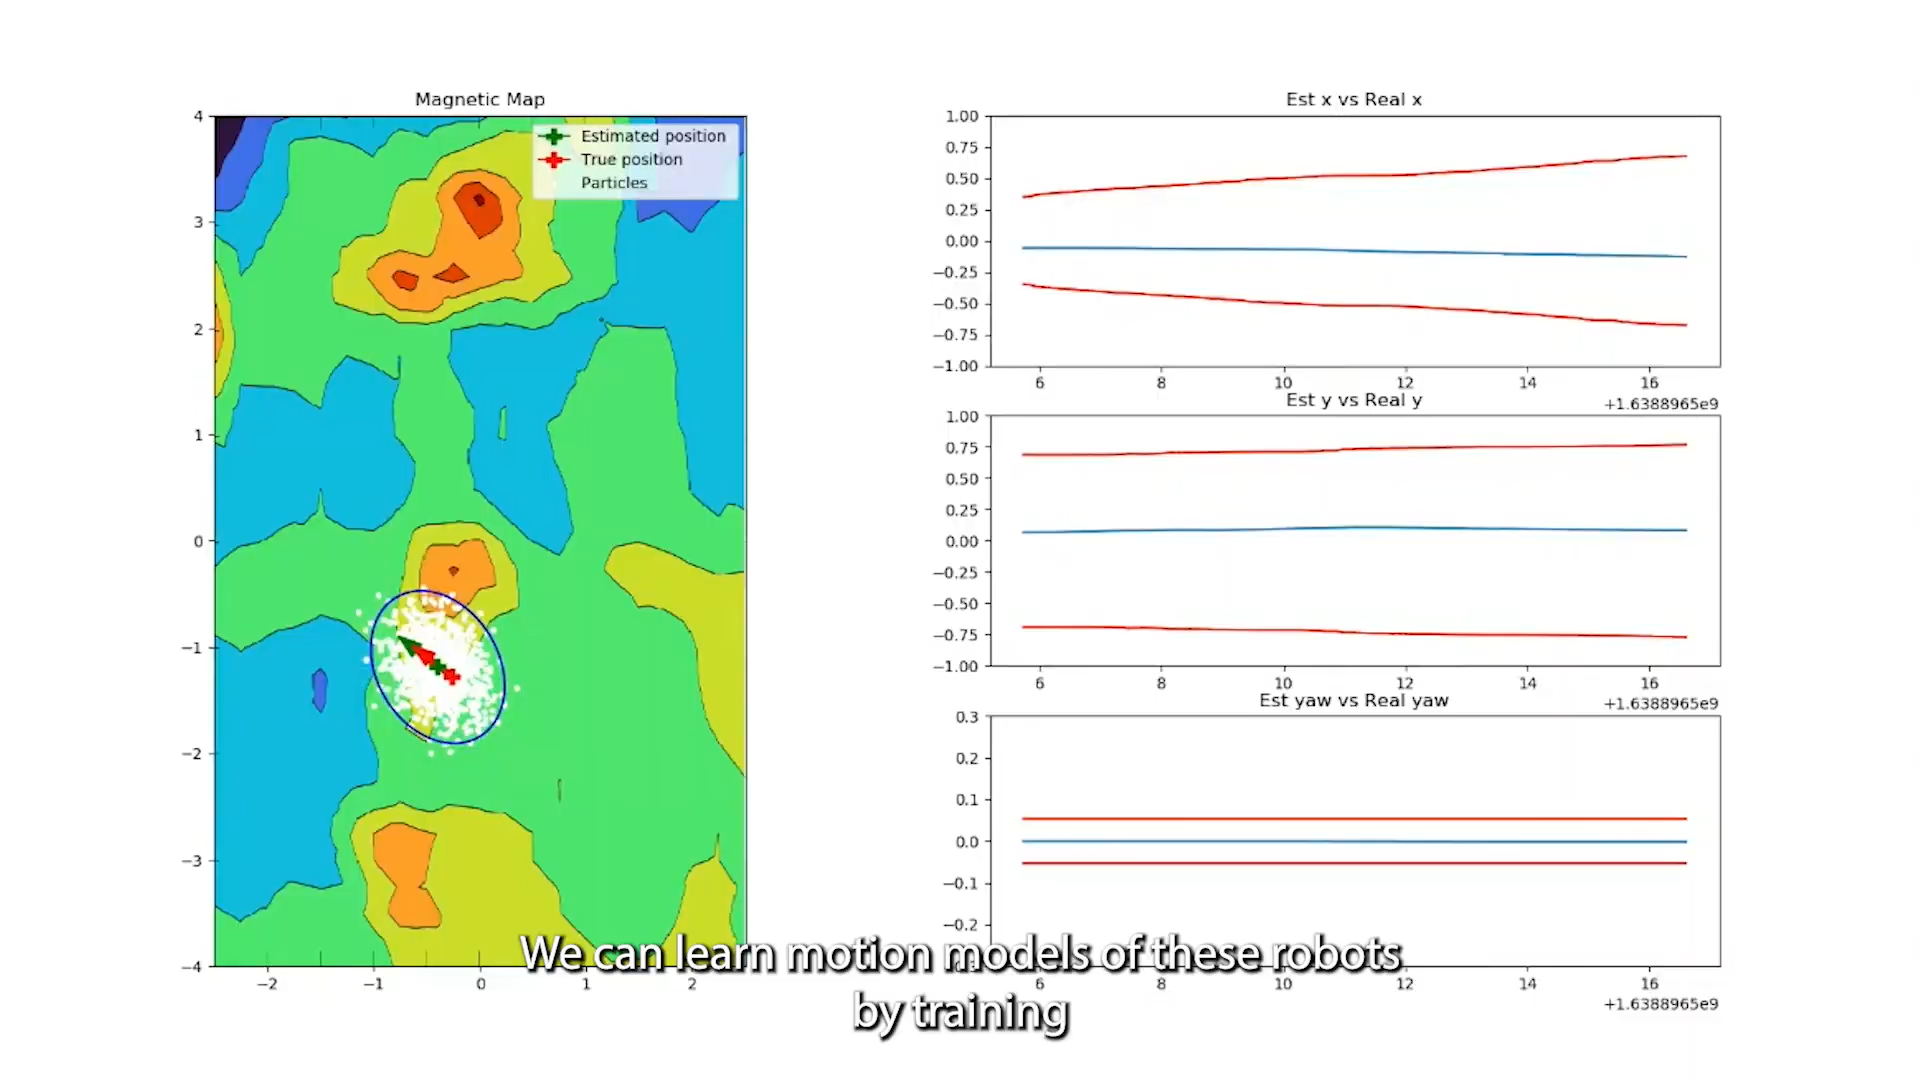 Magnetic Map
4
3
2
1
0
−1
−2
−3
−4
−2 −1 0 1 2
Estimated position
True position
Particles
Est x vs Real x
1.00
0.75
0.50
0.25
0.00
−0.25
−0.50
−0.75
−1.00
6 8 10 12 14 16
+1.6388965e9
Est y vs Real y
1.00
0.75
0.50
0.25
0.00
−0.25
−0.50
−0.75
−1.00
6 8 10 12 14 16
+1.6388965e9
Est yaw vs Real yaw
0.3
0.2
0.1
0.0
−0.1
−0.2
6 8 10 12 14 16
+1.6388965e9
We can learn motion models of these robots
by training